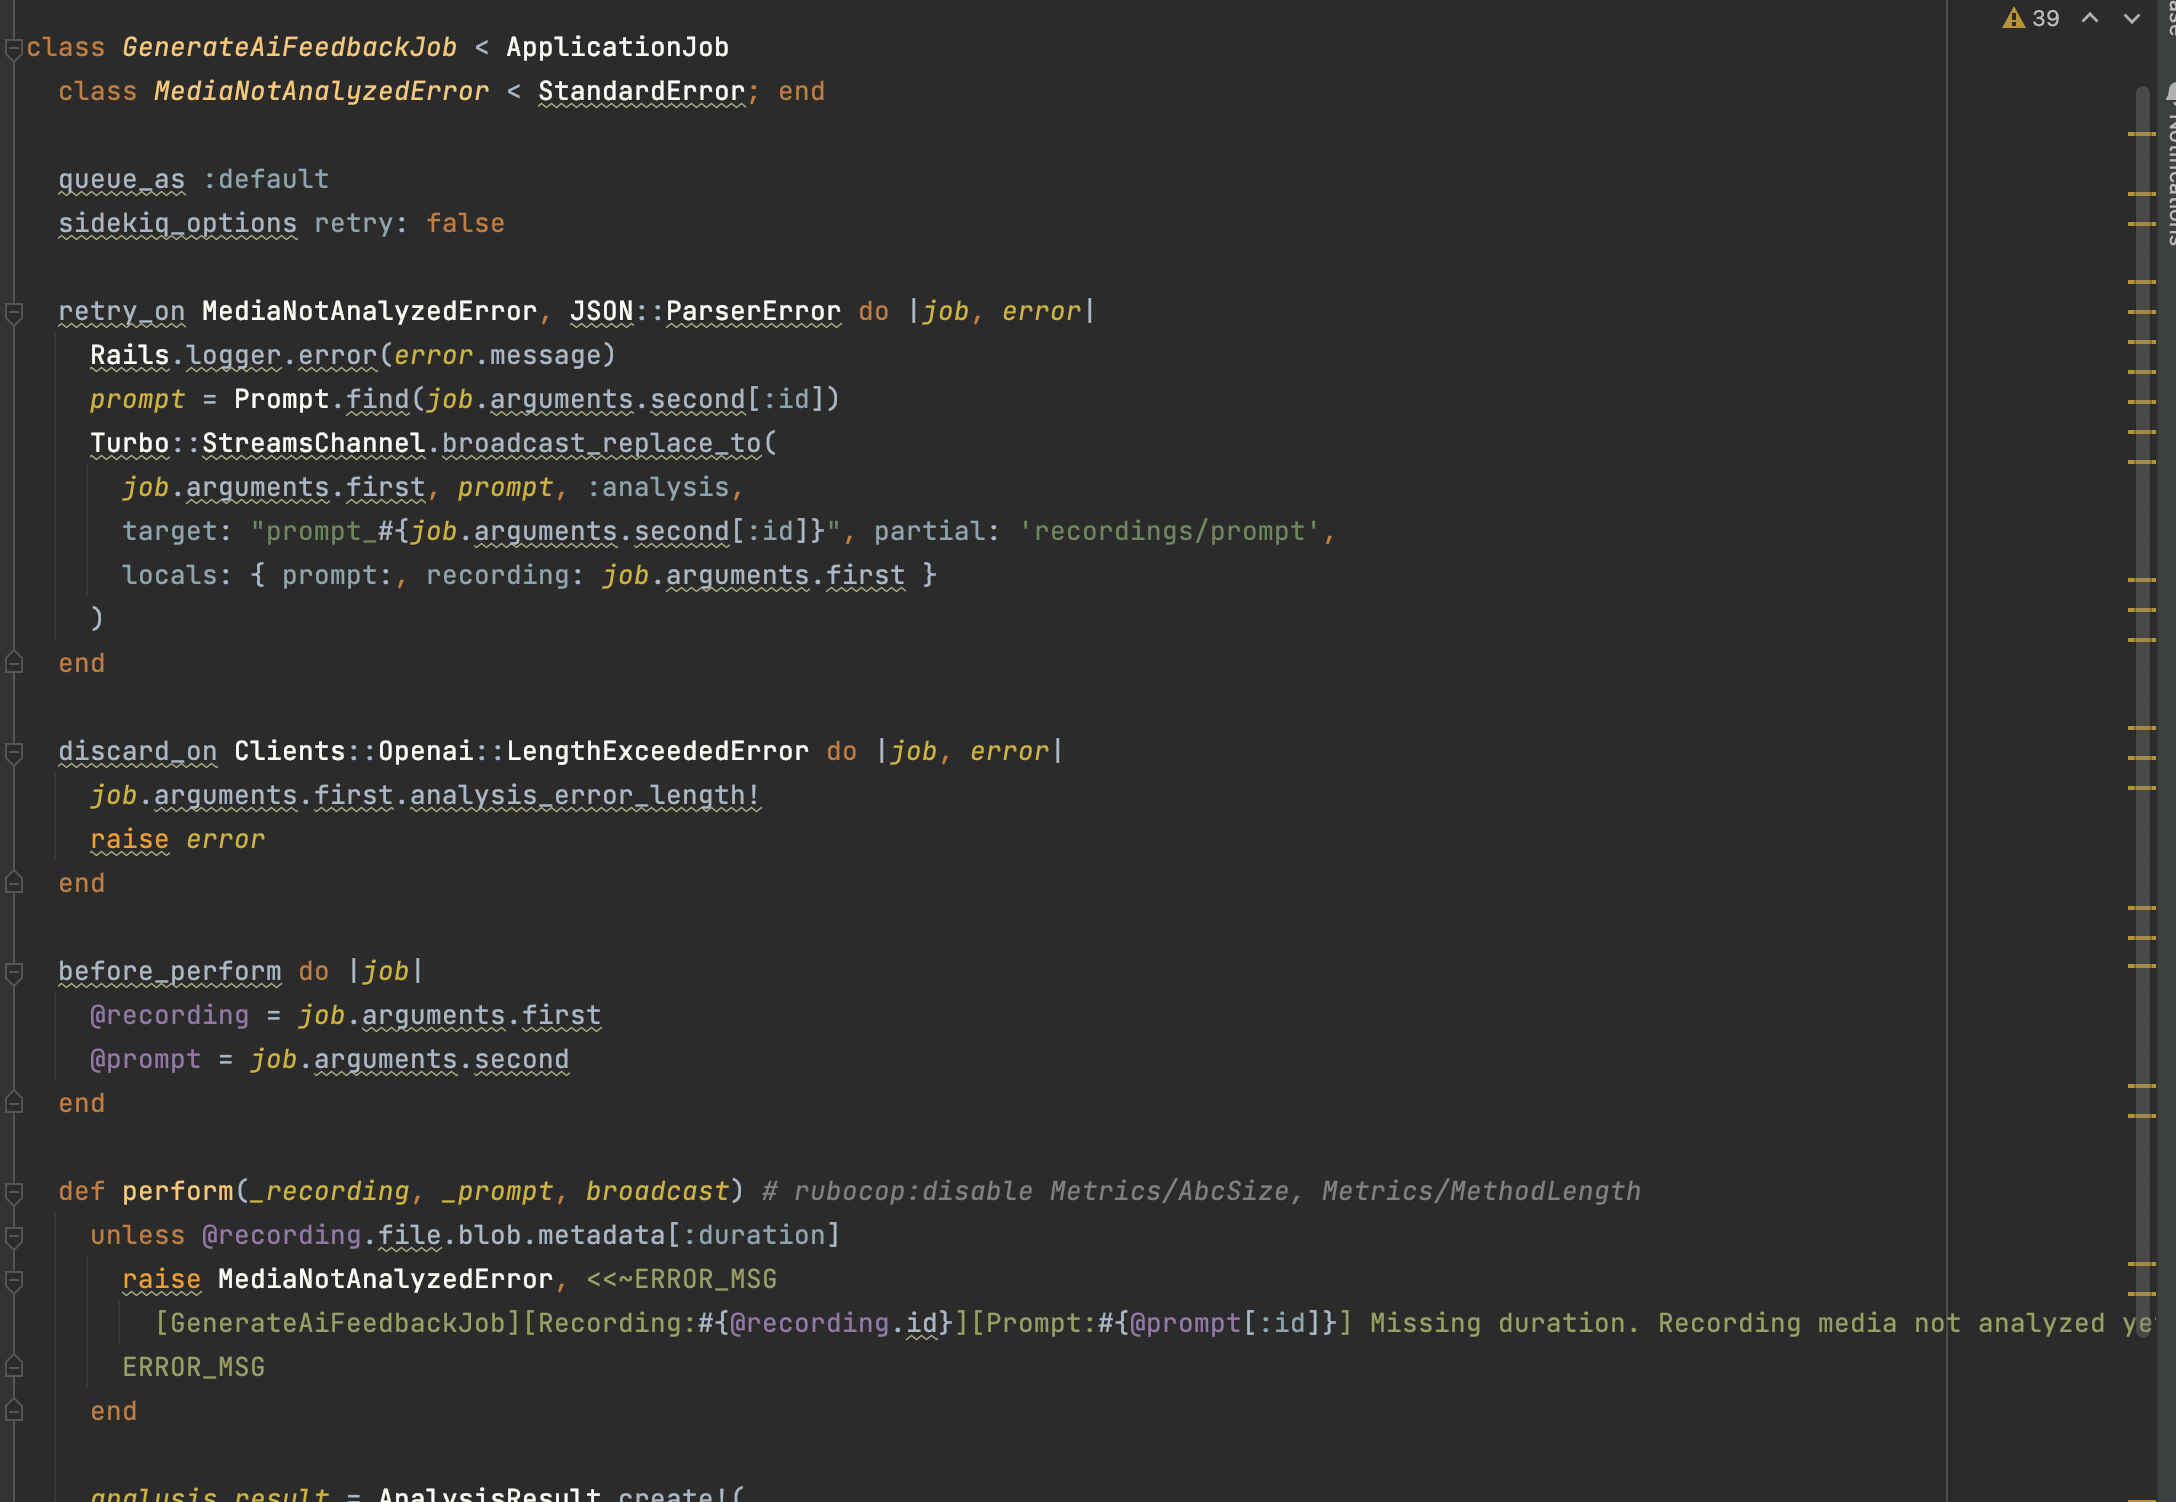 39
class GenerateAiFeedbackJob < ApplicationJob
  class MediaNotAnalyzedError < StandardError; end

  queue_as :default
  sidekiq_options retry: false

  retry_on MediaNotAnalyzedError, JSON::ParserError do |job, error|
    Rails.logger.error(error.message)
    prompt = Prompt.find(job.arguments.second[:id])
    Turbo::StreamsChannel.broadcast_replace_to(
      job.arguments.first, prompt, :analysis,
      target: "prompt_#{job.arguments.second[:id]}", partial: 'recordings/prompt',
      locals: { prompt:, recording: job.arguments.first }
    )
  end

  discard_on Clients::Openai::LengthExceededError do |job, error|
    job.arguments.first.analysis_error_length!
    raise error
  end

  before_perform do |job|
    @recording = job.arguments.first
    @prompt = job.arguments.second
  end

  def perform(_recording, _prompt, broadcast) # rubocop:disable Metrics/AbcSize, Metrics/MethodLength
    unless @recording.file.blob.metadata[:duration]
      raise MediaNotAnalyzedError, <<~ERROR_MSG
        [GenerateAiFeedbackJob][Recording:#{@recording.id}][Prompt:#{@prompt[:id]}] Missing duration. Recording media not analyzed ye
      ERROR_MSG
    end

    analysis_result = AnalysisResult.create!(
Notifications